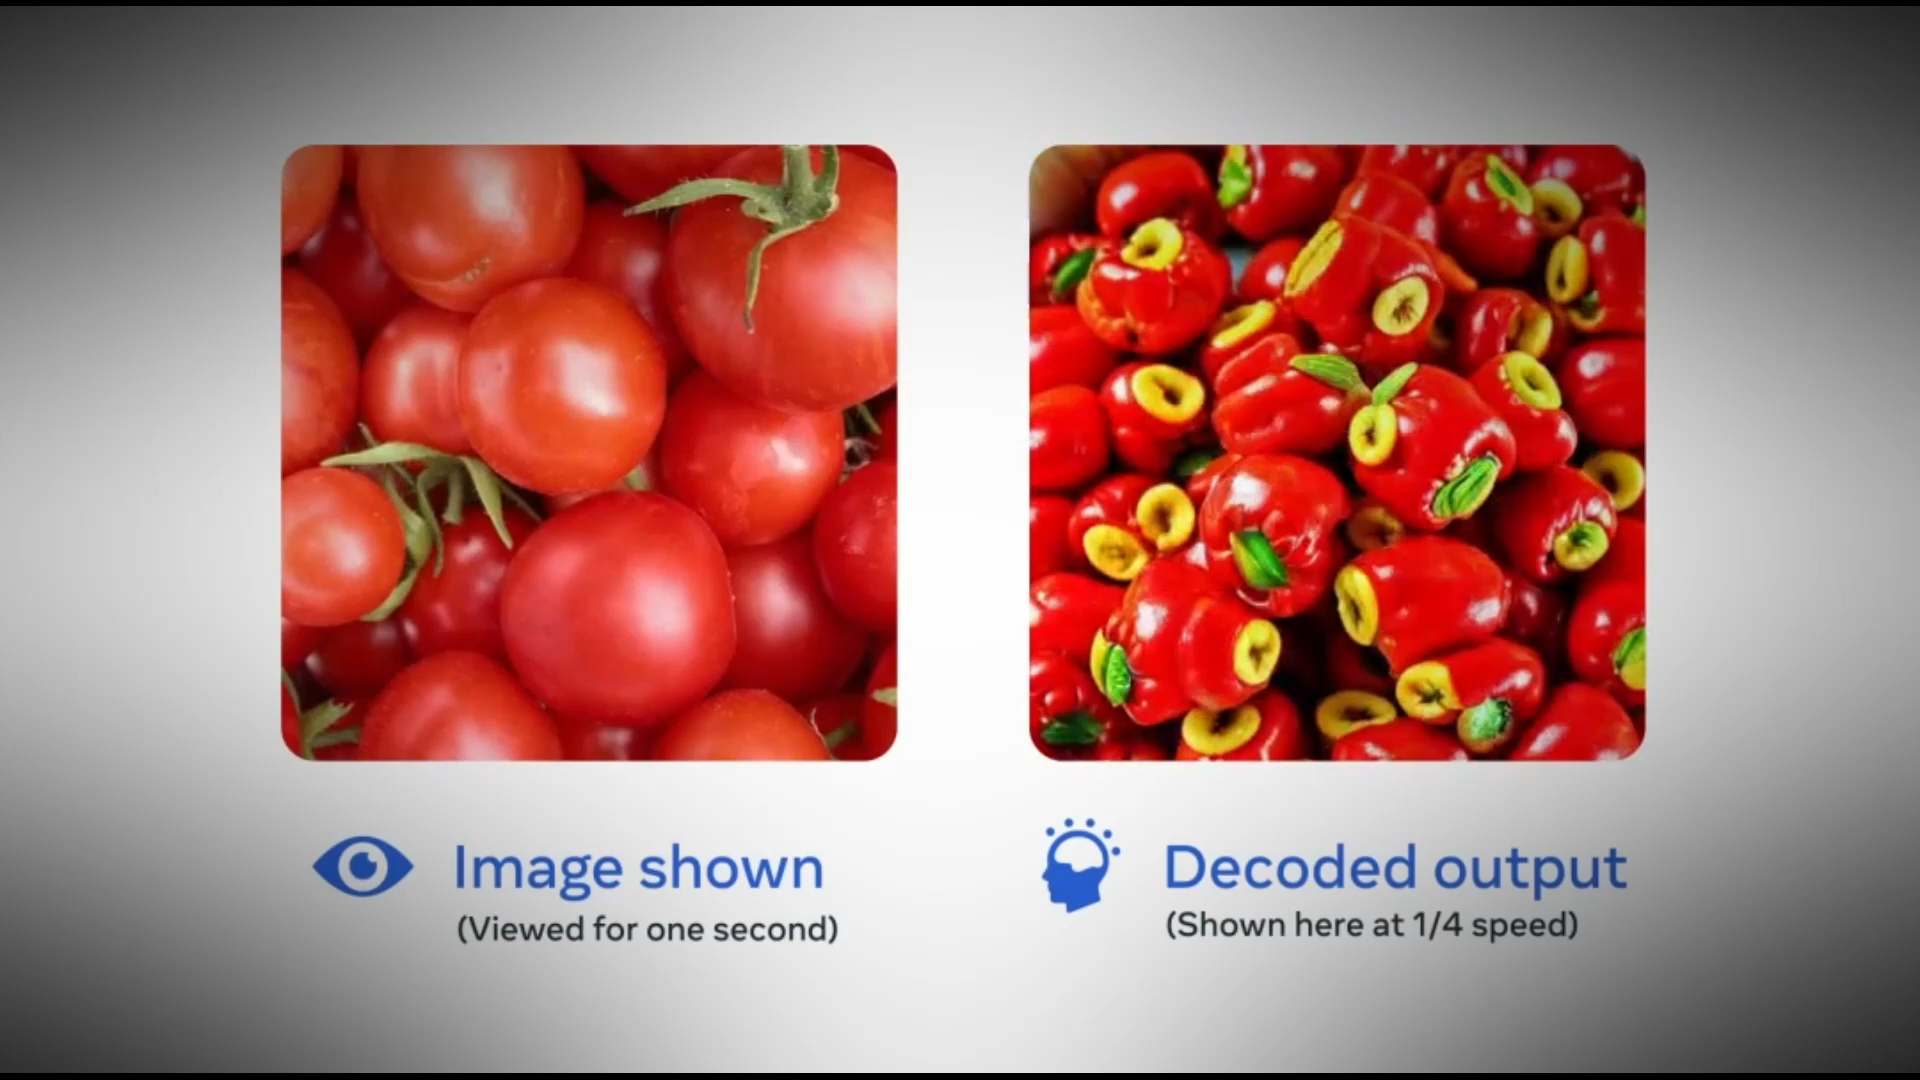 Image shown
(Viewed for one second)
Decoded output
(Shown here at 1/4 speed)